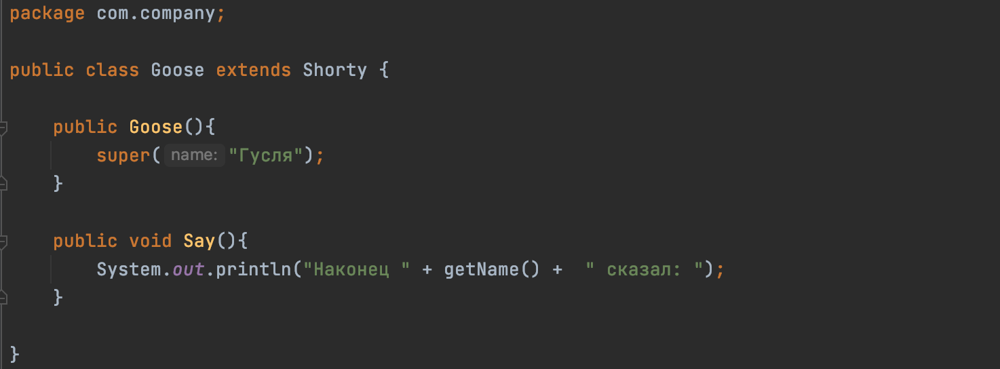 package com.company;
public class Goose extends Shorty {
public Goose(){
super( name: "Гусля");
}
public void Say(){
System.out.println("Наконец " + getName() +  " сказал: ");
}
}